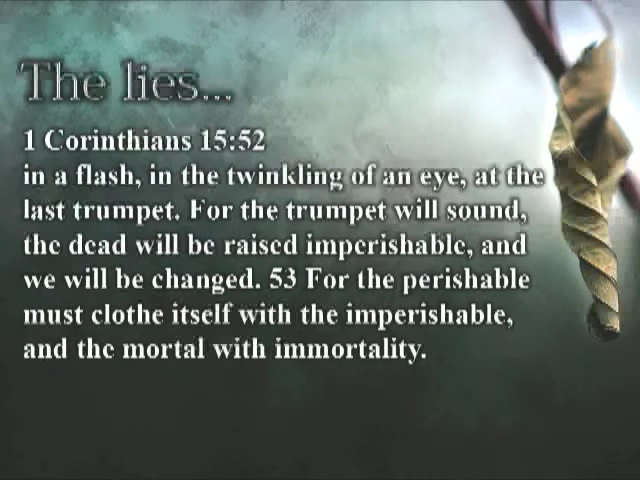 The lies...
1 Corinthians 15:52
in a flash, in the twinkling of an eye, at the
last trumpet. For the trumpet will sound,
the dead will be raised imperishable, and
we will be changed. 53 For the perishable
must clothe itself with the imperishable,
and the mortal with immortality.